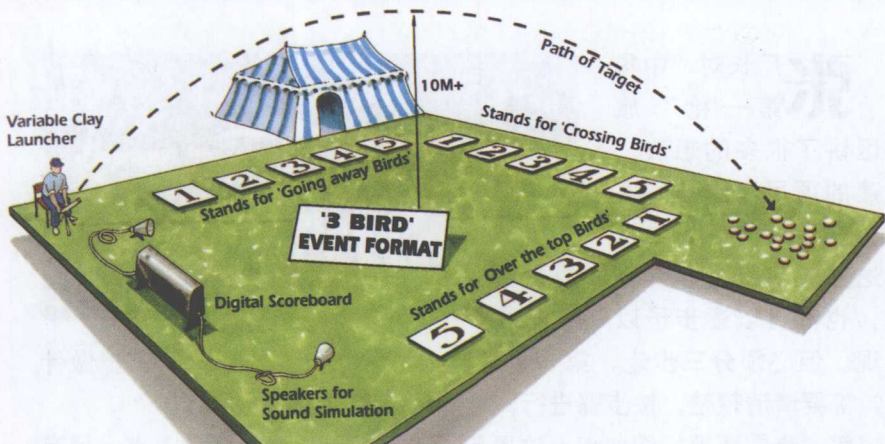 Path of Target
10M+
Variable Clay
Launcher
Stands for 'Crossing Birds'
1 2 3 4 5
1 2 3 4 5
Stands for 'Going away Birds'
'3 BIRD'
EVENT FORMAT
Stands for 'Over the top Birds'
5 4 3 2 1
Digital Scoreboard
Speakers for
Sound Simulation